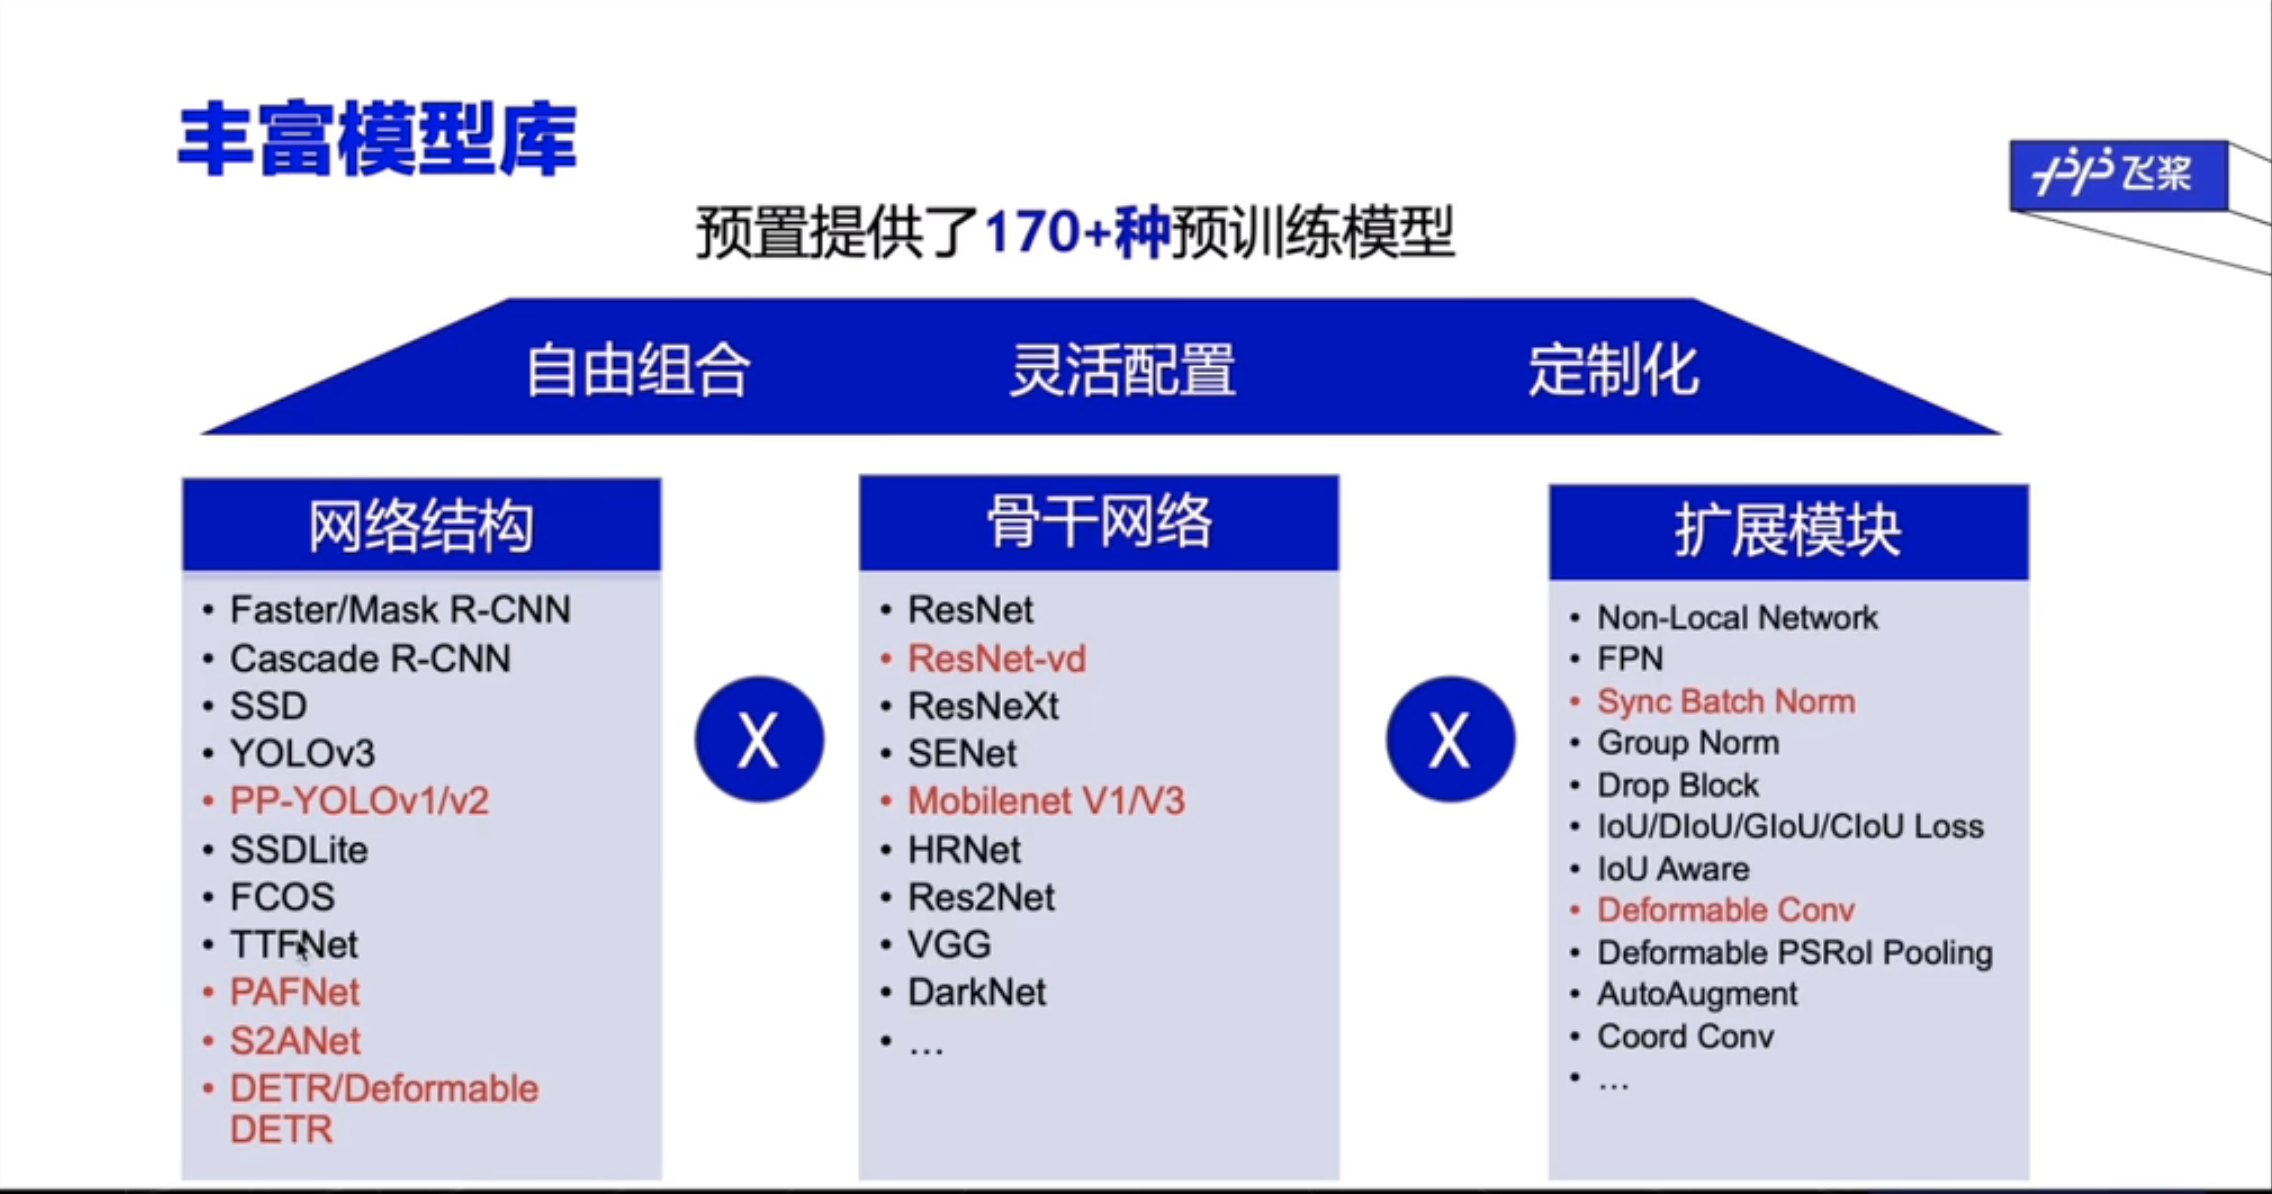 丰富模型库
飞桨
预置提供了170+种预训练模型
自由组合 灵活配置 定制化
网络结构
• Faster/Mask R-CNN
• Cascade R-CNN
• SSD
• YOLOv3
• PP-YOLOv1/v2
• SSDLite
• FCOS
• TTFNet
• PAFNet
• S2ANet
• DETR/Deformable
DETR
X
骨干网络
• ResNet
• ResNet-vd
• ResNeXt
• SENet
• Mobilenet V1/V3
• HRNet
• Res2Net
• VGG
• DarkNet
• ...
X
扩展模块
• Non-Local Network
• FPN
• Sync Batch Norm
• Group Norm
• Drop Block
• IoU/DIoU/GIoU/CIoU Loss
• IoU Aware
• Deformable Conv
• Deformable PSRoI Pooling
• AutoAugment
• Coord Conv
• ...